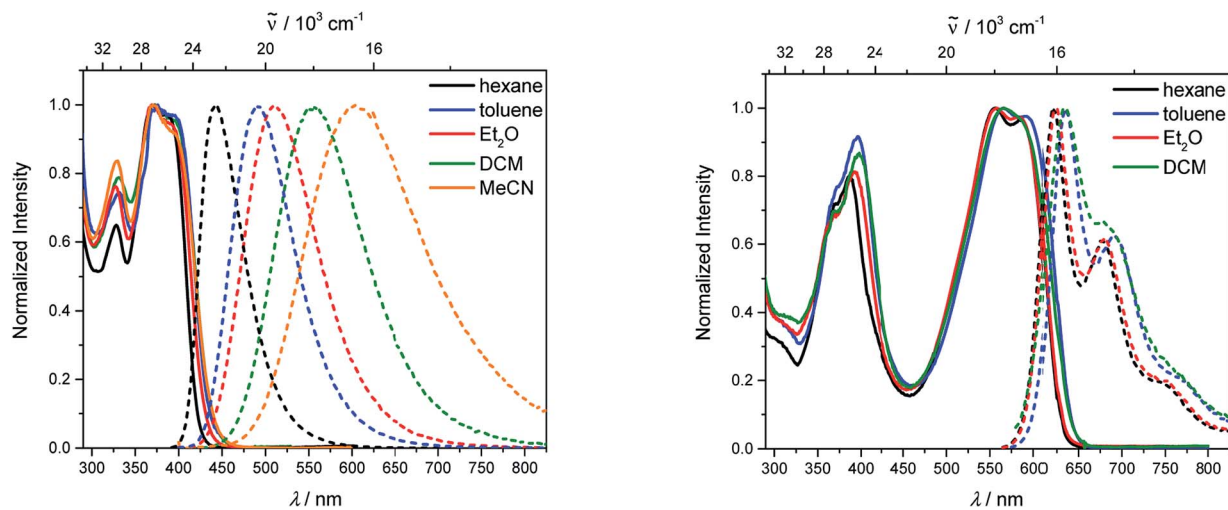 ṽ / 10³ cm⁻¹
32 28 24 20 16
1.0
0.8
0.6
0.4
0.2
0.0
Normalized Intensity
hexane
toluene
Et₂O
DCM
MeCN
300 350 400 450 500 550 600 650 700 750 800
λ / nm
ṽ / 10³ cm⁻¹
32 28 24 20 16
1.0
0.8
0.6
0.4
0.2
0.0
Normalized Intensity
hexane
toluene
Et₂O
DCM
300 350 400 450 500 550 600 650 700 750 800
λ / nm